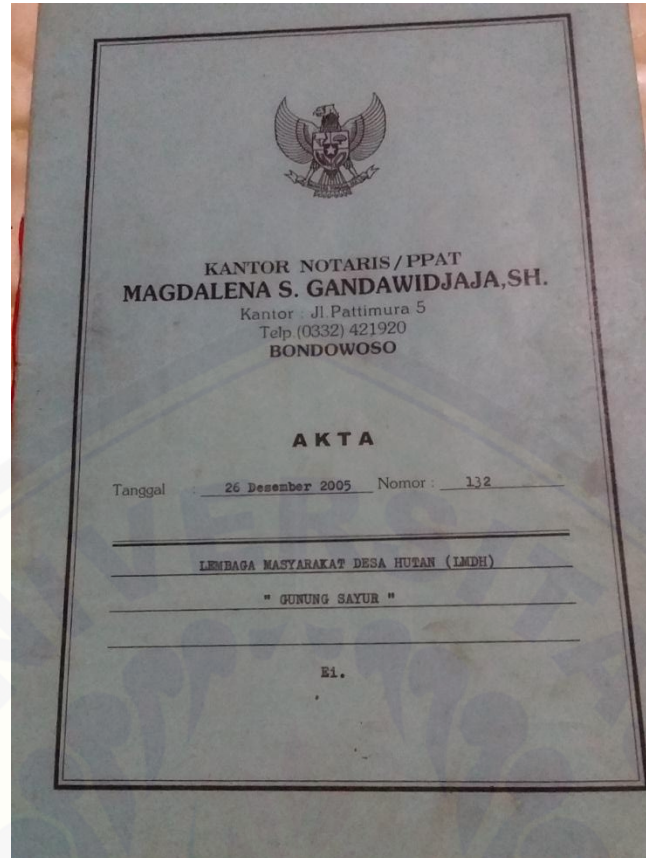 KANTOR NOTARIS/PPAT
MAGDALENA S. GANDAWIDJAJA,SH.
Kantor : Jl.Pattimura 5
Telp.(0332) 421920
BONDOWOSO
AKTA
Tanggal : 26 Desember 2005 Nomor : 132
LEMBAGA MASYARAKAT DESA HUTAN (LMDH)
" GUNUNG SAYUR "
Ei.